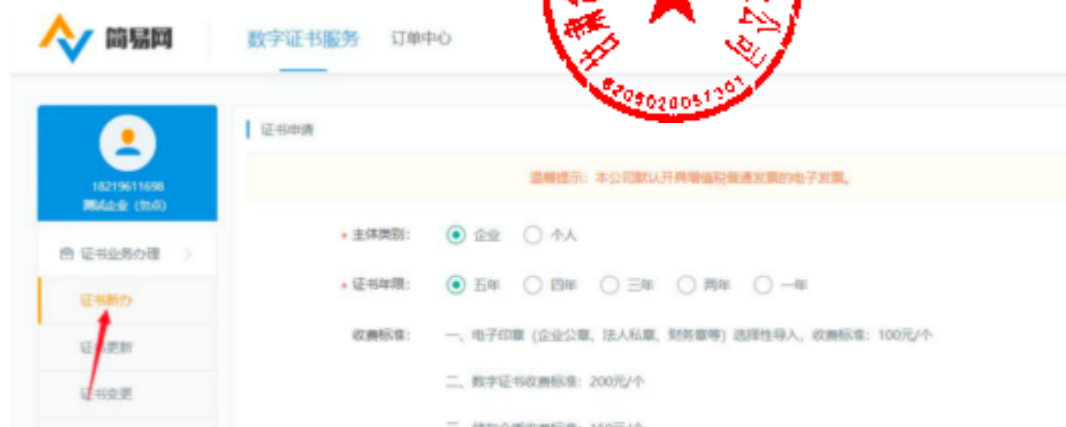 简易网
数字证书服务 订单中心
6205020051301
证书申请
温馨提示：本公司默认开具增值税普通发票的电子发票。
18219611698
测试企业（勿点）
* 主体类别： 企业 个人
证书业务办理 >
* 证书年限： 五年 四年 三年 两年 一年
证书新办
收费标准： 一、电子印章（企业公章、法人私章、财务章等）选择性导入，收费标准：100元/个
证书更新
二、数字证书收费标准：200元/个
证书变更